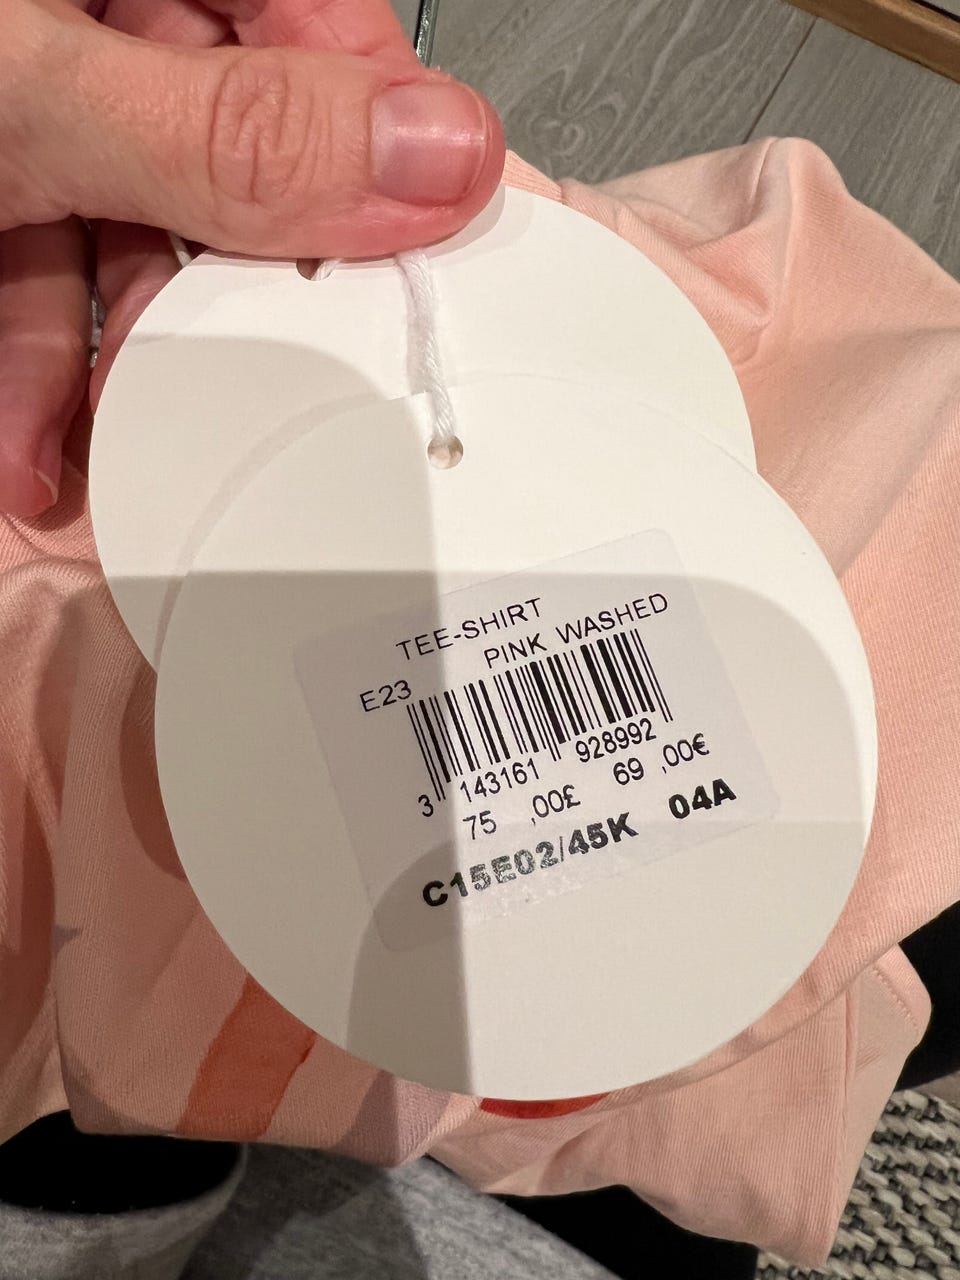 TEE-SHIRT
PINK WASHED
E23
3 143161 928992
75 ,00£ 69 ,00€
C15E02/45K 04A